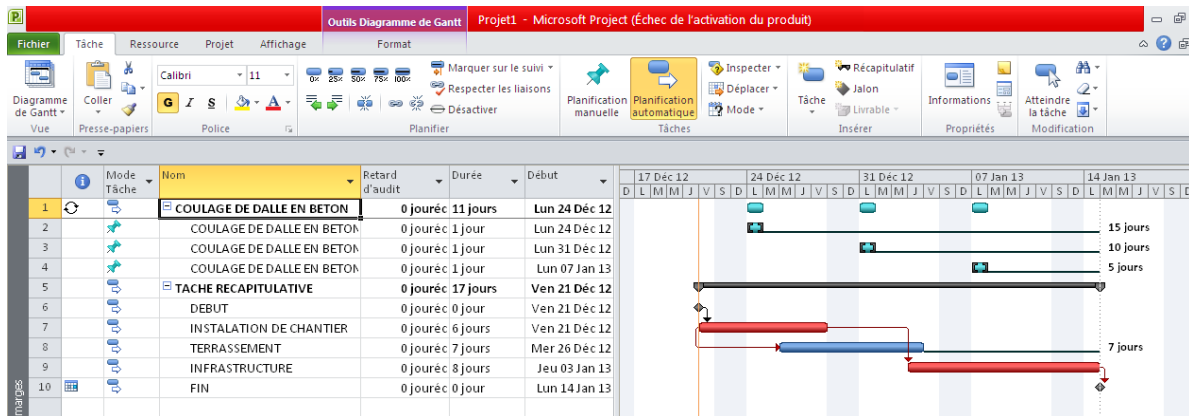 Outils Diagramme de Gantt Projet1 - Microsoft Project (Échec de l'activation du produit)
Fichier Tâche Ressource Projet Affichage Format
Diagramme de Gantt
Vue
Coller
Presse-papiers
Calibri 11
G I S A
Police
0% 25% 50% 75% 100%
Marquer sur le suivi
Respecter les liaisons
Désactiver
Planifier
Planification manuelle
Planification automatique
Inspecter
Déplacer
Mode
Tâches
Tâche
Récapitulatif
Jalon
Livrable
Insérer
Informations
Propriétés
Atteindre la tâche
Modification
Mode Tâche Nom Retard d'audit Durée Début
17 Déc 12 24 Déc 12 31 Déc 12 07 Jan 13 14 Jan 13
D L M M J V S D L M M J V S D L M M J V S D L M M J V S D L M M J V S D
1 COULAGE DE DALLE EN BETON 0 jouréc 11 jours Lun 24 Déc 12
2 COULAGE DE DALLE EN BETON 0 jouréc 1 jour Lun 24 Déc 12 15 jours
3 COULAGE DE DALLE EN BETON 0 jouréc 1 jour Lun 31 Déc 12 10 jours
4 COULAGE DE DALLE EN BETON 0 jouréc 1 jour Lun 07 Jan 13 5 jours
5 TACHE RECAPITULATIVE 0 jouréc 17 jours Ven 21 Déc 12
6 DEBUT 0 jouréc 0 jour Ven 21 Déc 12
7 INSTALATION DE CHANTIER 0 jouréc 6 jours Ven 21 Déc 12
8 TERRASSEMENT 0 jouréc 7 jours Mer 26 Déc 12 7 jours
9 INFRASTRUCTURE 0 jouréc 8 jours Jeu 03 Jan 13
10 FIN 0 jouréc 0 jour Lun 14 Jan 13
marges